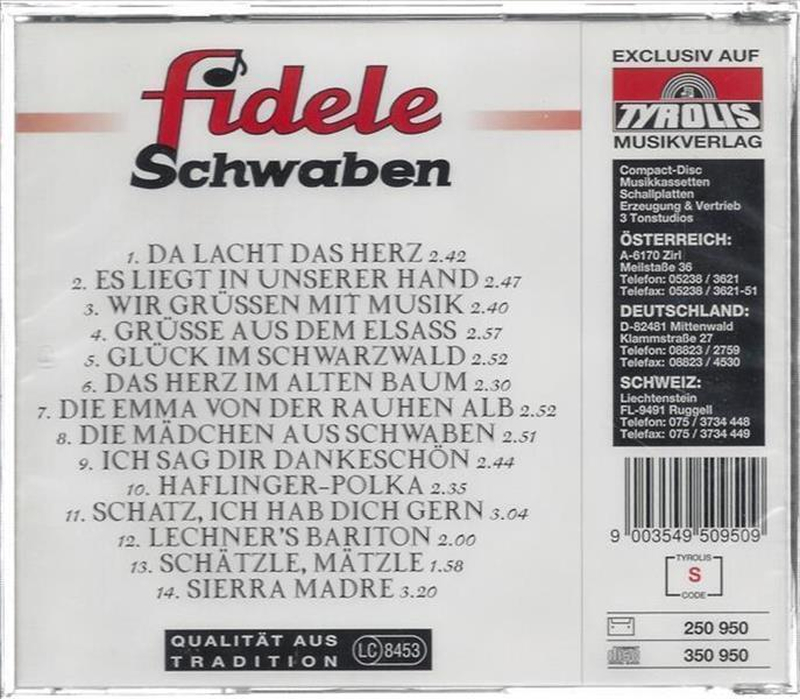 fidele
Schwaben
1. DA LACHT DAS HERZ 2.42
2. ES LIEGT IN UNSERER HAND 2.47
3. WIR GRÜSSEN MIT MUSIK 2.40
4. GRÜSSE AUS DEM ELSASS 2.57
5. GLÜCK IM SCHWARZWALD 2.52
6. DAS HERZ IM ALTEN BAUM 2.30
7. DIE EMMA VON DER RAUHEN ALB 2.52
8. DIE MÄDCHEN AUS SCHWABEN 2.51
9. ICH SAG DIR DANKESCHÖN 2.44
10. HAFLINGER-POLKA 2.35
11. SCHATZ, ICH HAB DICH GERN 3.04
12. LECHNER'S BARITON 2.00
13. SCHÄTZLE, MÄTZLE 1.58
14. SIERRA MADRE 3.20
QUALITÄT AUS
TRADITION
LC 8453
EXCLUSIV AUF
TYROLIS
MUSIKVERLAG
Compact-Disc
Musikkassetten
Schallplatten
Erzeugung & Vertrieb
3 Tonstudios
ÖSTERREICH:
A-6170 Zirl
Meilstaße 36
Telefon: 05238 / 3621
Telefax: 05238 / 3621-51
DEUTSCHLAND:
D-82481 Mittenwald
Klammstraße 27
Telefon: 08823 / 2759
Telefax: 08823 / 4530
SCHWEIZ:
Liechtenstein
FL-9491 Ruggell
Telefon: 075 / 3734 448
Telefax: 075 / 3734 449
9 003549 509509
TYROLIS
S
CODE
250 950
350 950